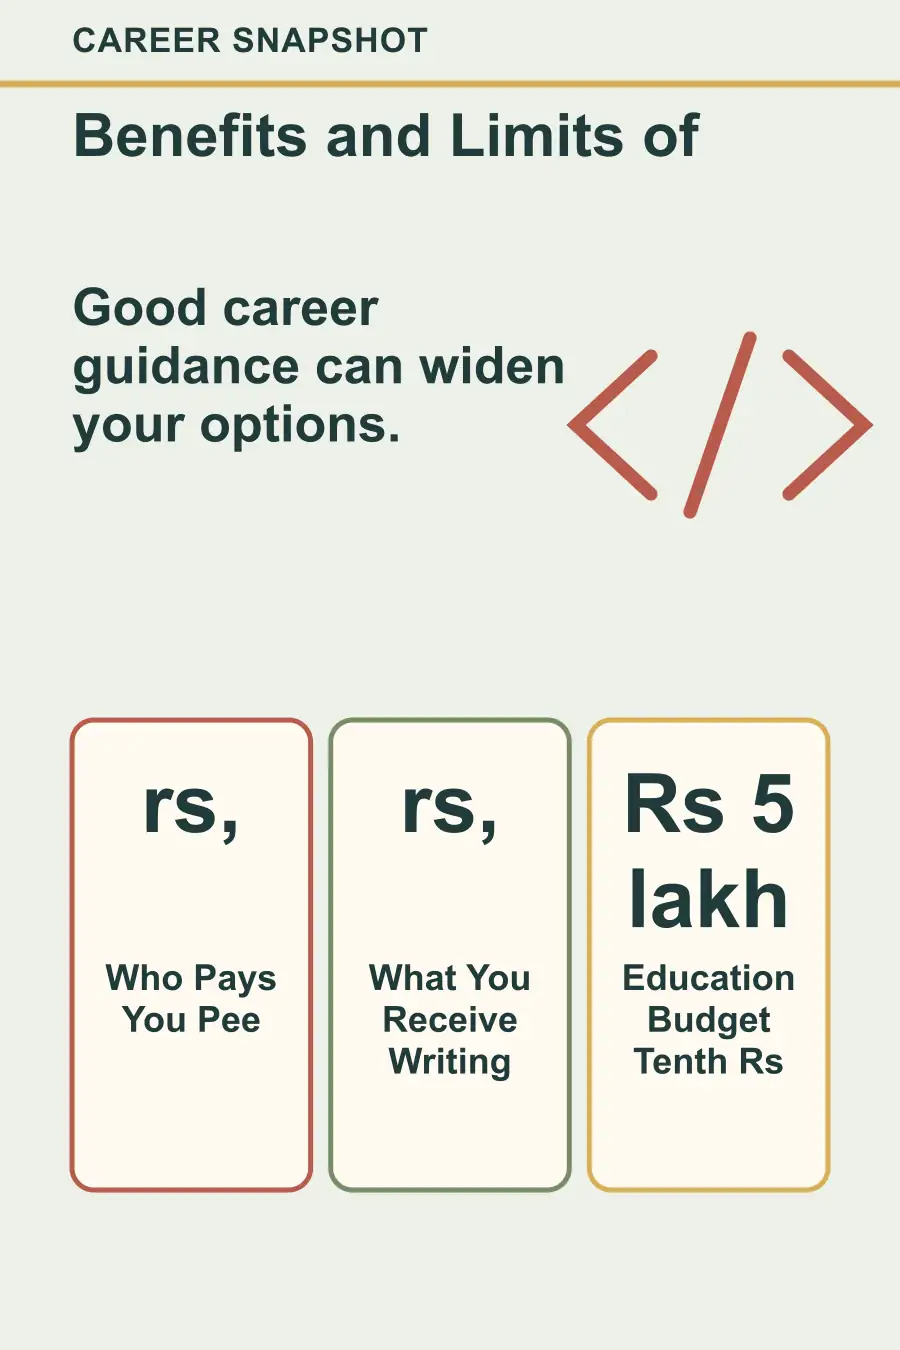 CAREER SNAPSHOT
Benefits and Limits of
Good career
guidance can widen
your options.
</>
rs,
Who Pays
You Pee
rs,
What You
Receive
Writing
Rs 5
lakh
Education
Budget
Tenth Rs